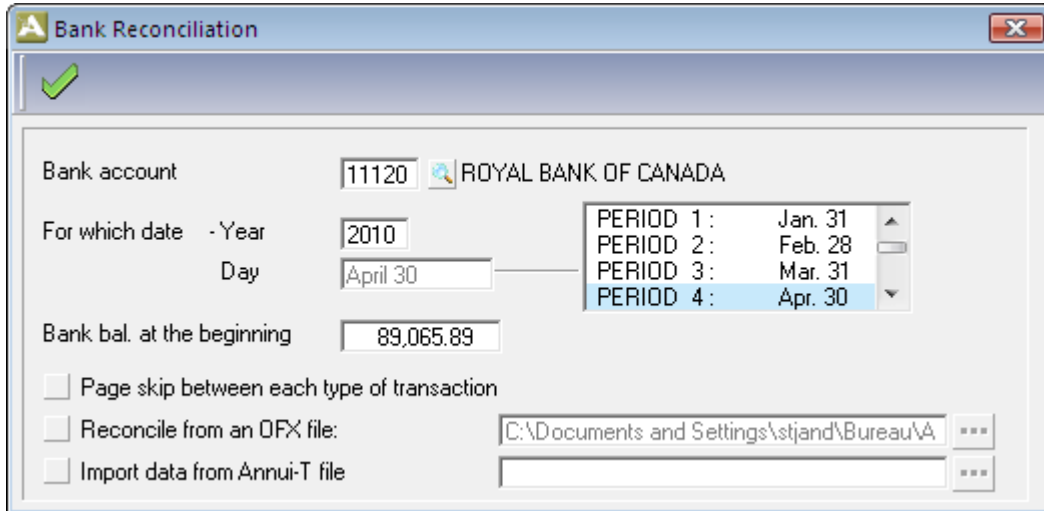 Bank Reconciliation
Bank account 11120 ROYAL BANK OF CANADA
For which date - Year 2010
Day April 30
PERIOD 1 : Jan. 31
PERIOD 2 : Feb. 28
PERIOD 3 : Mar. 31
PERIOD 4 : Apr. 30
Bank bal. at the beginning 89,065.89
Page skip between each type of transaction
Reconcile from an OFX file: C:\Documents and Settings\stjand\Bureau\A ...
Import data from Annui-T file ...